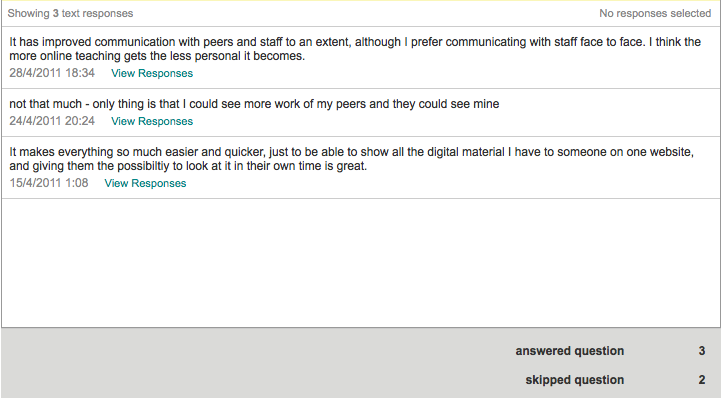 Showing 3 text responses No responses selected
It has improved communication with peers and staff to an extent, although I prefer communicating with staff face to face. I think the
more online teaching gets the less personal it becomes.
28/4/2011 18:34 View Responses
not that much - only thing is that I could see more work of my peers and they could see mine
24/4/2011 20:24 View Responses
It makes everything so much easier and quicker, just to be able to show all the digital material I have to someone on one website,
and giving them the possibiltiy to look at it in their own time is great.
15/4/2011 1:08 View Responses
answered question 3
skipped question 2